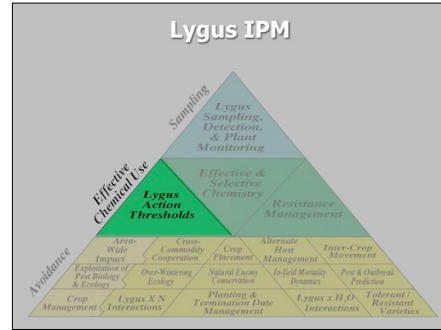 Lygus IPM
Sampling
Lygus
Sampling,
Detection,
& Plant
Monitoring
Effective
Chemical Use
Lygus
Action
Thresholds
Effective &
Selective
Chemistry
Resistance
Management
Avoidance
Area-
Wide
Impact
Cross-
Commodity
Cooperation
Crop
Placement
Alternate
Host
Management
Inter-Crop
Movement
Exploitation of
Pest Biology
& Ecology
Over-Wintering
Ecology
Natural Enemy
Conservation
In-field Mortality
Dynamics
Pest & Outbreak
Prediction
Crop
Management
Lygus X N
Interactions
Planting &
Termination Date
Management
Lygus x H₂O
Interactions
Tolerant /
Resistant
Varieties